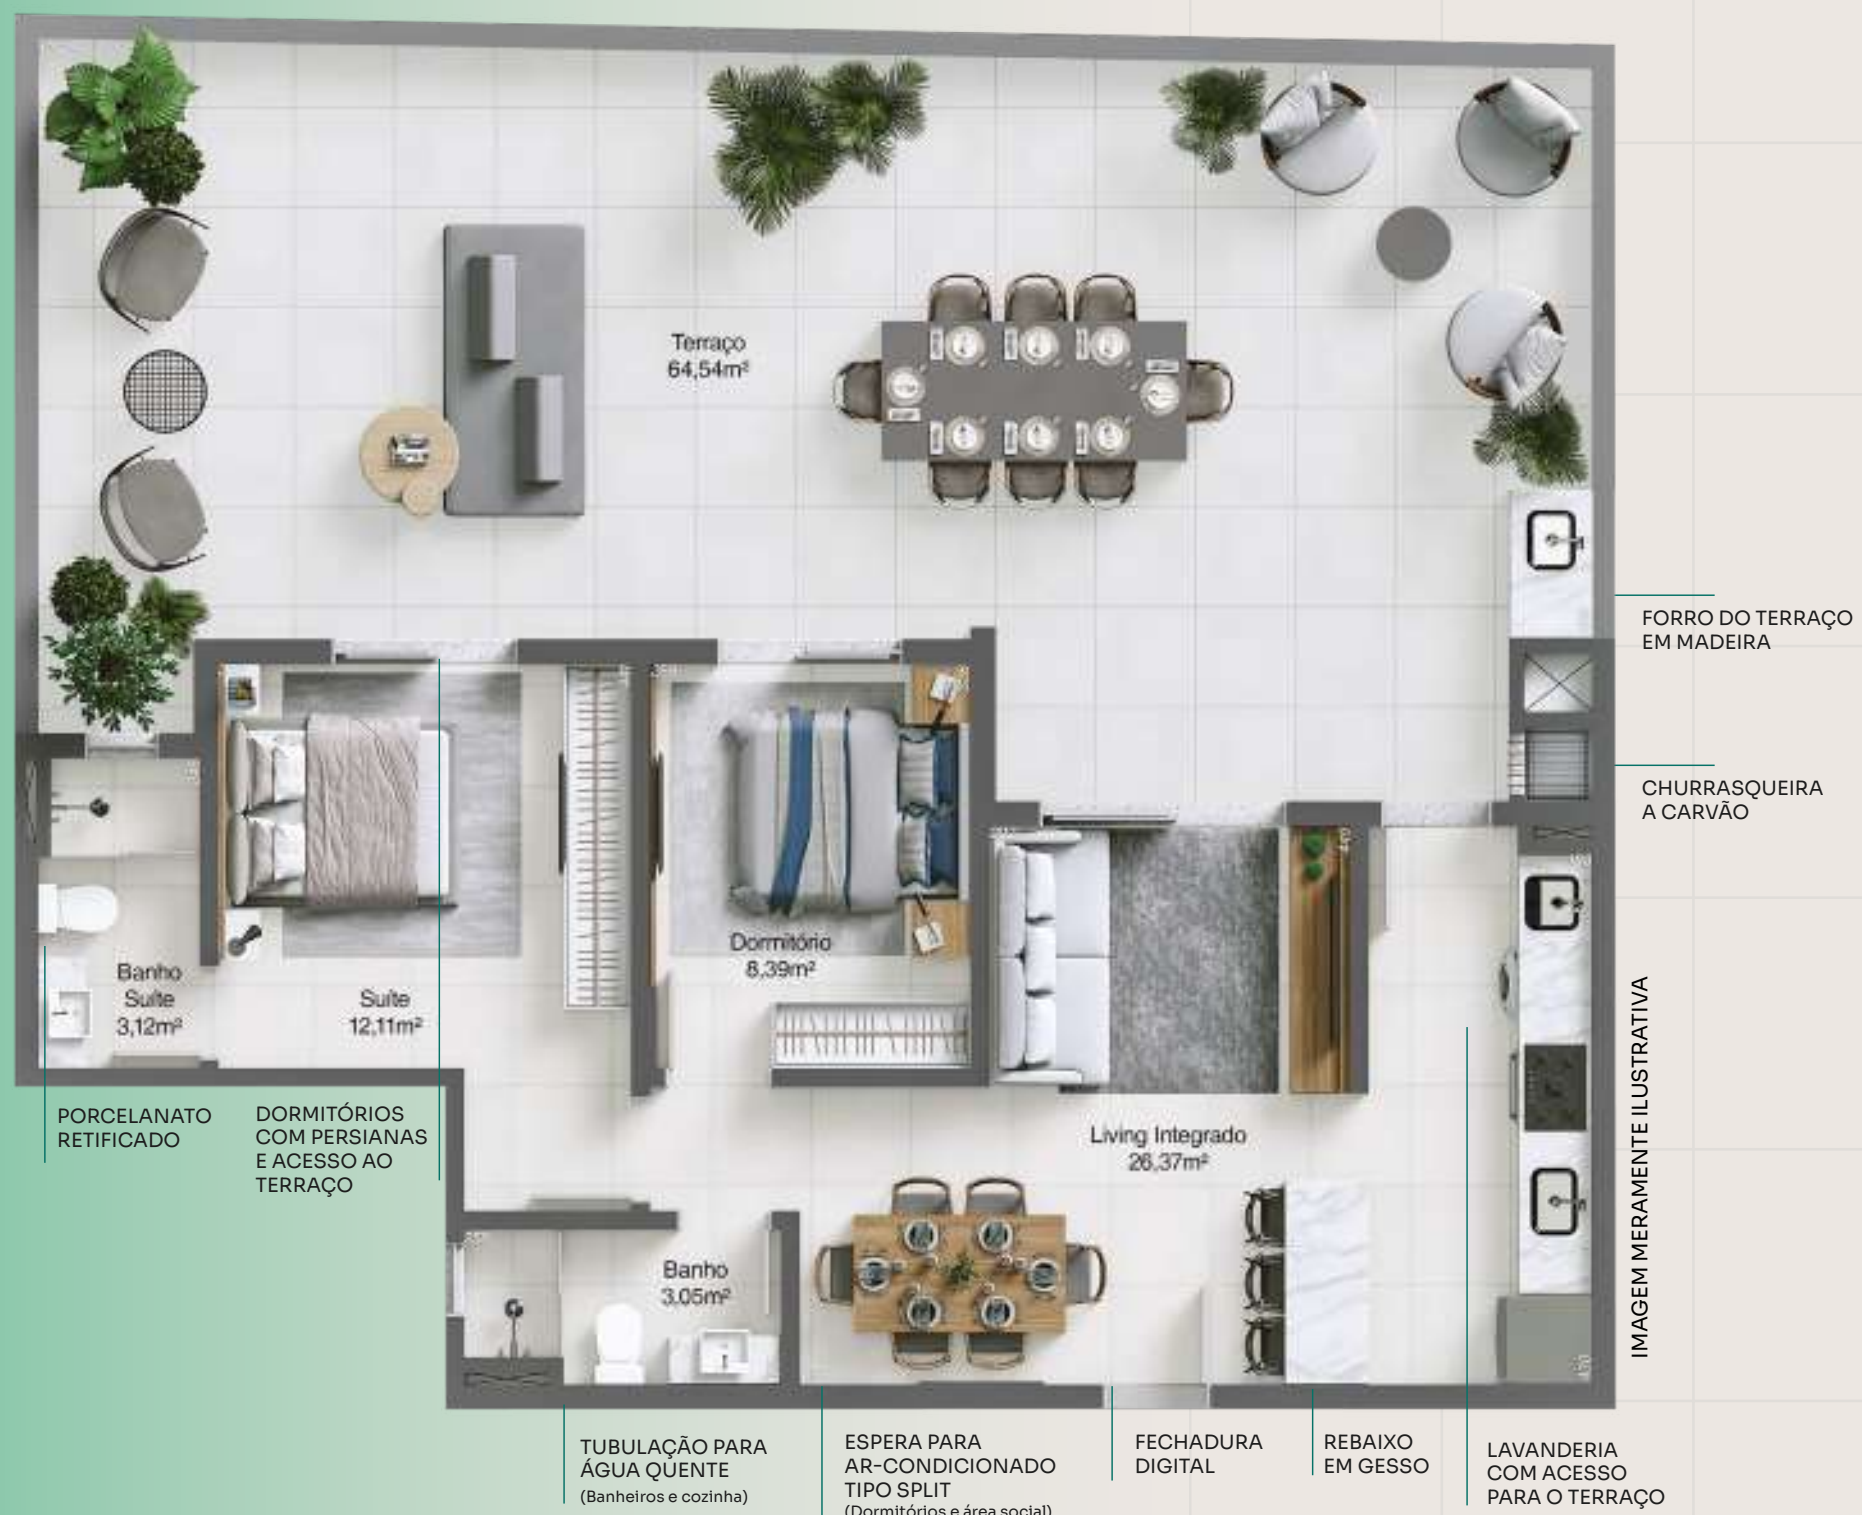 Terraço
64,54m²
FORRO DO TERRAÇO
EM MADEIRA
CHURRASQUEIRA
A CARVÃO
Dormitório
8,39m²
Banho
Suíte
3,12m²
Suíte
12,11m²
IMAGEM MERAMENTE ILUSTRATIVA
PORCELANATO
RETIFICADO
DORMITÓRIOS
COM PERSIANAS
E ACESSO AO
TERRAÇO
Living Integrado
26,37m²
Banho
3,05m²
TUBULAÇÃO PARA
ÁGUA QUENTE
(Banheiros e cozinha)
ESPERA PARA
AR-CONDICIONADO
TIPO SPLIT
(Dormitórios e área social)
FECHADURA
DIGITAL
REBAIXO
EM GESSO
LAVANDERIA
COM ACESSO
PARA O TERRAÇO